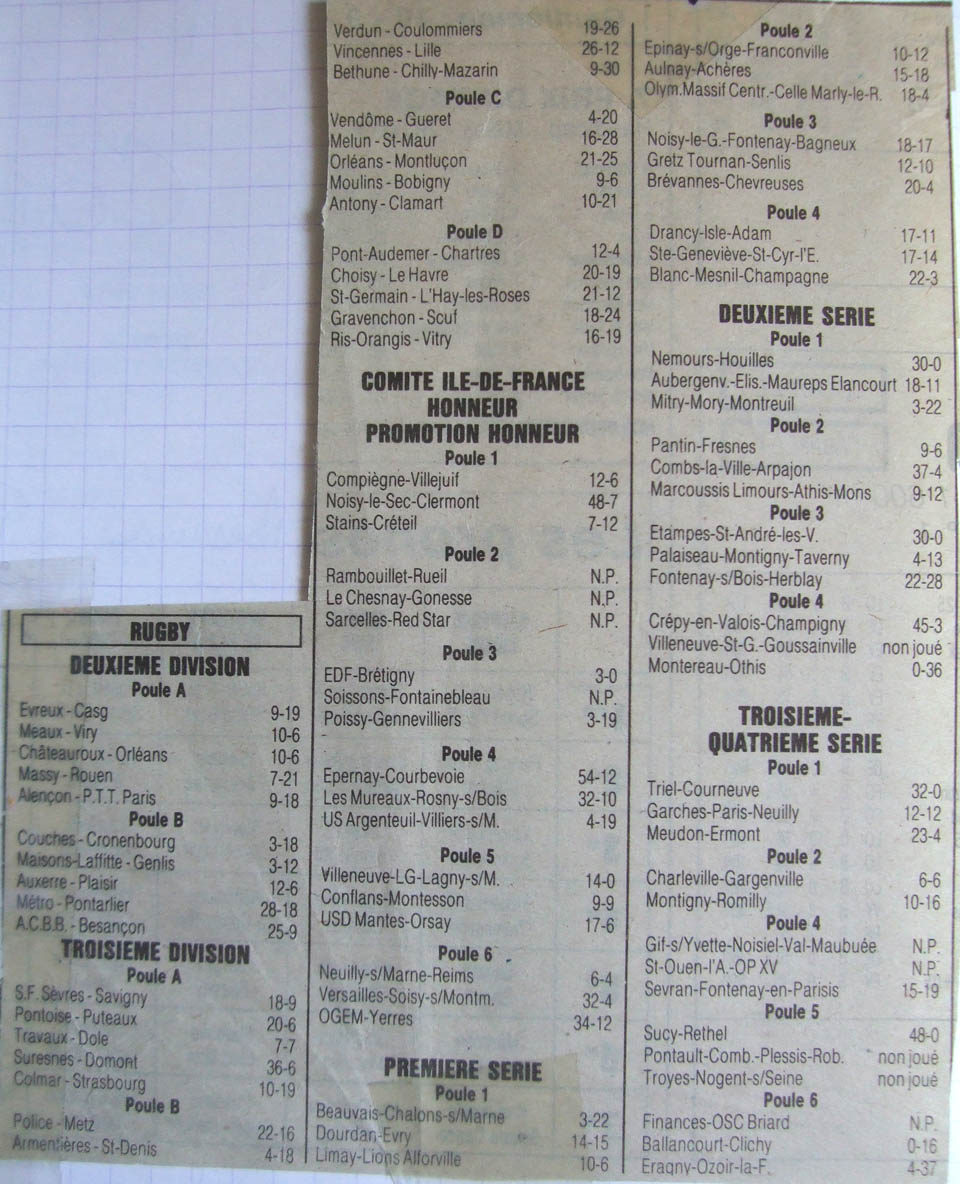 RUGBY
DEUXIEME DIVISION
Poule A
Evreux - Casg 9-19
Meaux - Viry 10-6
Châteauroux - Orléans 10-6
Massy - Rouen 7-21
Alençon - P.T.T. Paris 9-18
Poule B
Couches - Cronenbourg 3-18
Maisons-Laffitte - Genlis 3-12
Auxerre - Plaisir 12-6
Métro - Pontarlier 28-18
A.C.B.B. - Besançon 25-9
TROISIEME DIVISION
Poule A
S.F. Sèvres - Savigny 18-9
Pontoise - Puteaux 20-6
Travaux - Dole 7-7
Suresnes - Domont 36-6
Colmar - Strasbourg 10-19
Poule B
Police - Metz 22-16
Armentières - St-Denis 4-18
Verdun - Coulommiers 19-26
Vincennes - Lille 26-12
Bethune - Chilly-Mazarin 9-30
Poule C
Vendôme - Gueret 4-20
Melun - St-Maur 16-28
Orléans - Montluçon 21-25
Moulins - Bobigny 9-6
Antony - Clamart 10-21
Poule D
Pont-Audemer - Chartres 12-4
Choisy - Le Havre 20-19
St-Germain - L'Hay-les-Roses 21-12
Gravenchon - Scuf 18-24
Ris-Orangis - Vitry 16-19
COMITE ILE-DE-FRANCE
HONNEUR
PROMOTION HONNEUR
Poule 1
Compiègne-Villejuif 12-6
Noisy-le-Sec-Clermont 48-7
Stains-Créteil 7-12
Poule 2
Rambouillet-Rueil N.P.
Le Chesnay-Gonesse N.P.
Sarcelles-Red Star N.P.
Poule 3
EDF-Brétigny 3-0
Soissons-Fontainebleau N.P.
Poissy-Gennevilliers 3-19
Poule 4
Epernay-Courbevoie 54-12
Les Mureaux-Rosny-s/Bois 32-10
US Argenteuil-Villiers-s/M. 4-19
Poule 5
Villeneuve-LG-Lagny-s/M. 14-0
Conflans-Montesson 9-9
USD Mantes-Orsay 17-6
Poule 6
Neuilly-s/Marne-Reims 6-4
Versailles-Soisy-s/Montm. 32-4
OGEM-Yerres 34-12
PREMIERE SERIE
Poule 1
Beauvais-Chalons-s/Marne 3-22
Dourdan-Evry 14-15
Limay-Lions Alforville 10-6
Poule 2
Epinay-s/Orge-Franconville 10-12
Aulnay-Achères 15-18
Olym.Massif Centr.-Celle Marly-le-R. 18-4
Poule 3
Noisy-le-G.-Fontenay-Bagneux 18-17
Gretz Tournan-Senlis 12-10
Brévannes-Chevreuses 20-4
Poule 4
Drancy-Isle-Adam 17-11
Ste-Geneviève-St-Cyr-l'E. 17-14
Blanc-Mesnil-Champagne 22-3
DEUXIEME SERIE
Poule 1
Nemours-Houilles 30-0
Aubergenv.-Elis.-Maureps Elancourt 18-11
Mitry-Mory-Montreuil 3-22
Poule 2
Pantin-Fresnes 9-6
Combs-la-Ville-Arpajon 37-4
Marcoussis Limours-Athis-Mons 9-12
Poule 3
Etampes-St-André-les-V. 30-0
Palaiseau-Montigny-Taverny 4-13
Fontenay-s/Bois-Herblay 22-28
Poule 4
Crépy-en-Valois-Champigny 45-3
Villeneuve-St-G.-Goussainville non joué
Montereau-Othis 0-36
TROISIEME-
QUATRIEME SERIE
Poule 1
Triel-Courneuve 32-0
Garches-Paris-Neuilly 12-12
Meudon-Ermont 23-4
Poule 2
Charleville-Gargenville 6-6
Montigny-Romilly 10-16
Poule 4
Gif-s/Yvette-Noisiel-Val-Maubuée N.P.
St-Ouen-l'A.-OP XV N.P.
Sevran-Fontenay-en-Parisis 15-19
Poule 5
Sucy-Rethel 48-0
Pontault-Comb.-Plessis-Rob. non joué
Troyes-Nogent-s/Seine non joué
Poule 6
Finances-OSC Briard N.P.
Ballancourt-Clichy 0-16
Eragny-Ozoir-la-F. 4-37